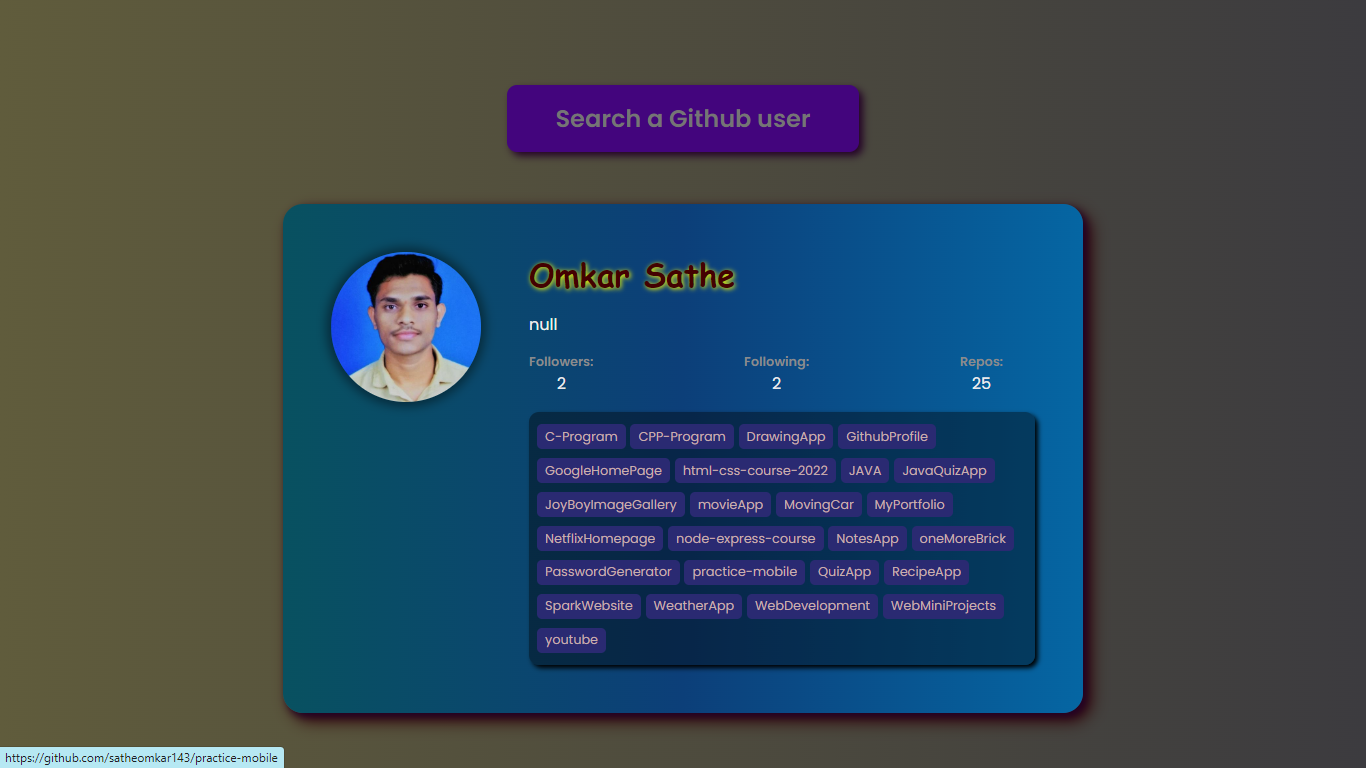 Search a Github user
Omkar Sathe
null
Followers: Following: Repos:
2 2 25
C-Program CPP-Program DrawingApp GithubProfile
GoogleHomePage html-css-course-2022 JAVA JavaQuizApp
JoyBoyImageGallery movieApp MovingCar MyPortfolio
NetflixHomepage node-express-course NotesApp oneMoreBrick
PasswordGenerator practice-mobile QuizApp RecipeApp
SparkWebsite WeatherApp WebDevelopment WebMiniProjects
youtube
https://github.com/satheomkar143/practice-mobile